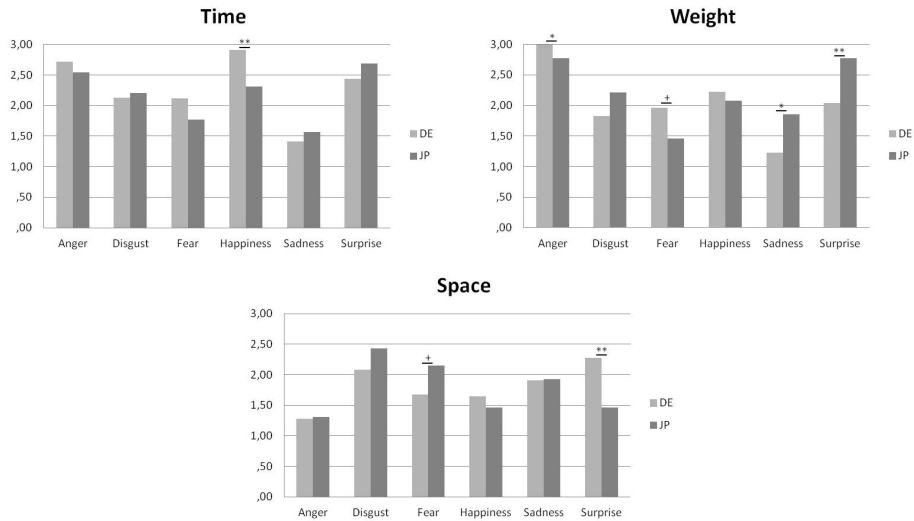 Time
3,00
2,50
2,00
1,50
1,00
,50
,00
**
Anger Disgust Fear Happiness Sadness Surprise
DE
JP
Weight
3,00
2,50
2,00
1,50
1,00
,50
,00
*
+
*
**
Anger Disgust Fear Happiness Sadness Surprise
DE
JP
Space
3,00
2,50
2,00
1,50
1,00
,50
,00
+
**
Anger Disgust Fear Happiness Sadness Surprise
DE
JP